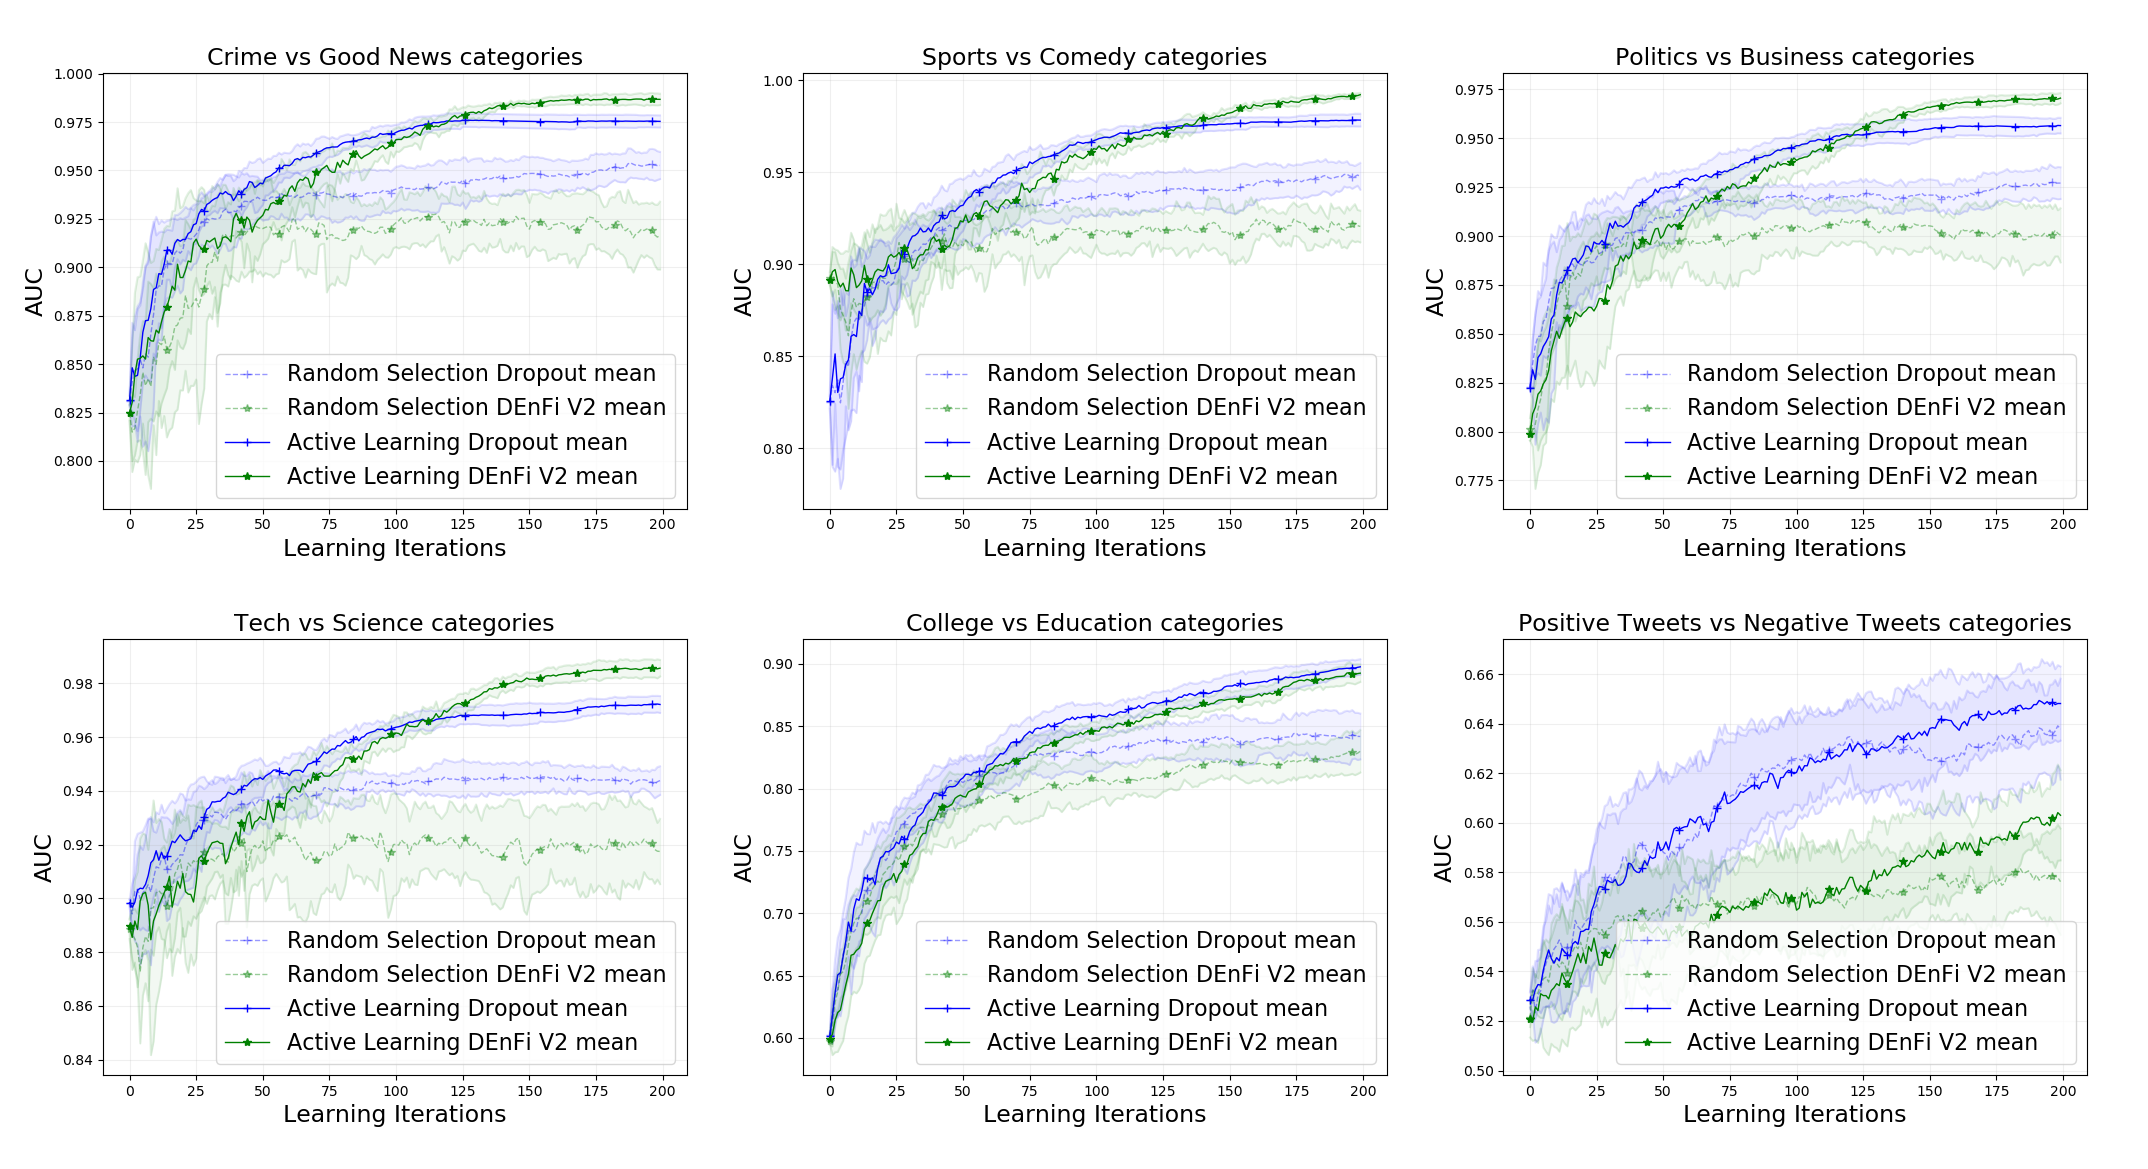 Crime vs Good News categories
AUC
1.000
0.975
0.950
0.925
0.900
0.875
0.850
0.825
0.800
Random Selection Dropout mean
Random Selection DEnFi V2 mean
Active Learning Dropout mean
Active Learning DEnFi V2 mean
0 25 50 75 100 125 150 175 200
Learning Iterations
Sports vs Comedy categories
AUC
1.00
0.95
0.90
0.85
0.80
Random Selection Dropout mean
Random Selection DEnFi V2 mean
Active Learning Dropout mean
Active Learning DEnFi V2 mean
0 25 50 75 100 125 150 175 200
Learning Iterations
Politics vs Business categories
AUC
0.975
0.950
0.925
0.900
0.875
0.850
0.825
0.800
0.775
Random Selection Dropout mean
Random Selection DEnFi V2 mean
Active Learning Dropout mean
Active Learning DEnFi V2 mean
0 25 50 75 100 125 150 175 200
Learning Iterations
Tech vs Science categories
AUC
0.98
0.96
0.94
0.92
0.90
0.88
0.86
0.84
Random Selection Dropout mean
Random Selection DEnFi V2 mean
Active Learning Dropout mean
Active Learning DEnFi V2 mean
0 25 50 75 100 125 150 175 200
Learning Iterations
College vs Education categories
AUC
0.90
0.85
0.80
0.75
0.70
0.65
0.60
Random Selection Dropout mean
Random Selection DEnFi V2 mean
Active Learning Dropout mean
Active Learning DEnFi V2 mean
0 25 50 75 100 125 150 175 200
Learning Iterations
Positive Tweets vs Negative Tweets categories
AUC
0.66
0.64
0.62
0.60
0.58
0.56
0.54
0.52
0.50
Random Selection Dropout mean
Random Selection DEnFi V2 mean
Active Learning Dropout mean
Active Learning DEnFi V2 mean
0 25 50 75 100 125 150 175 200
Learning Iterations